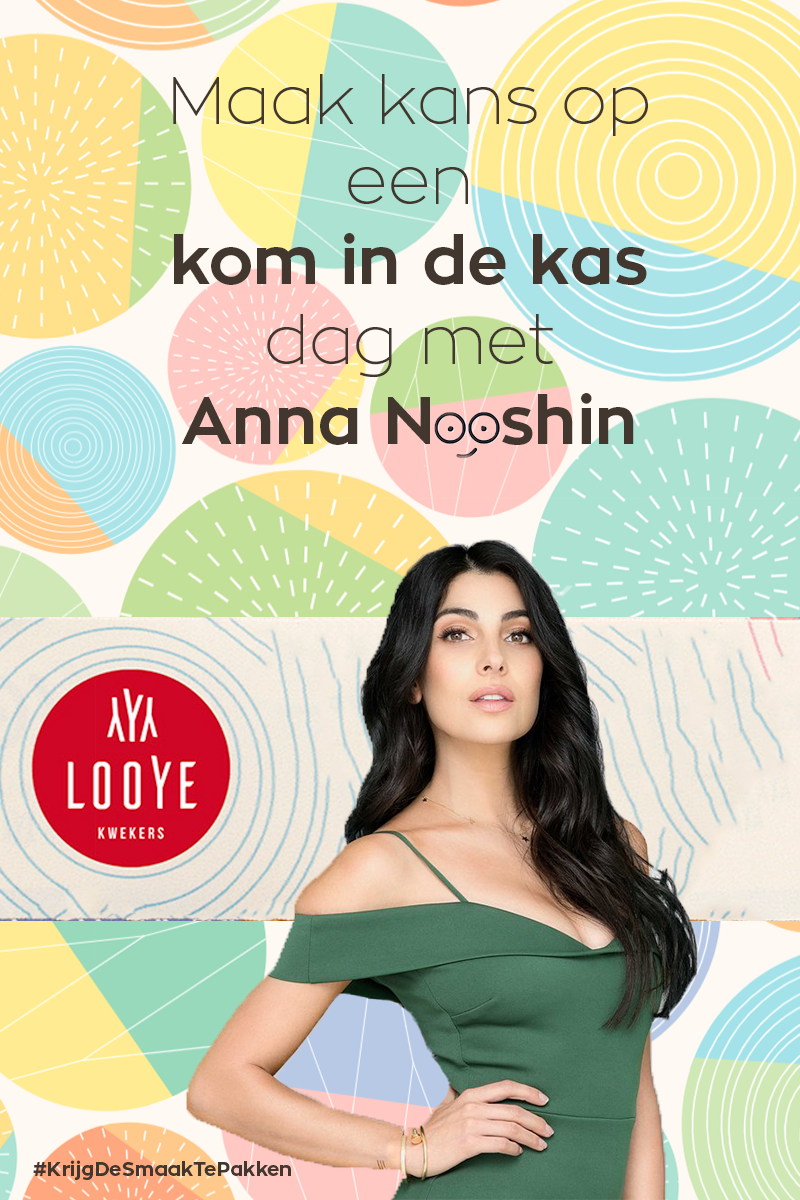 Maak kans op
een
kom in de kas
dag met
Anna Nooshin
LOOYE
KWEKERS
#KrijgDeSmaakTePakken